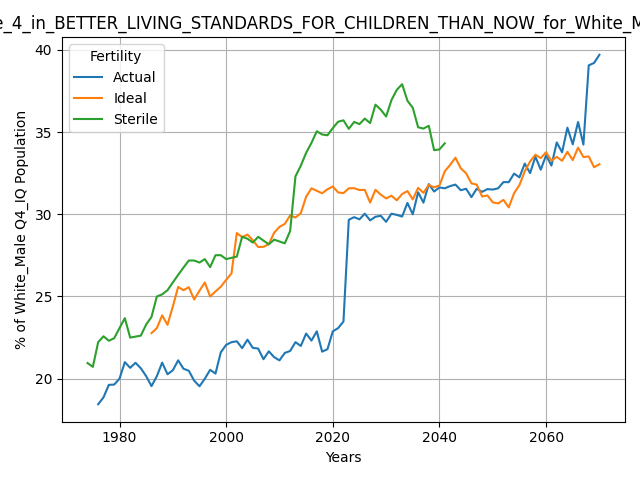 e_4_in_BETTER_LIVING_STANDARDS_FOR_CHILDREN_THAN_NOW_for_White_M
Fertility
Actual
Ideal
Sterile
% of White_Male Q4_IQ Population
40
35
30
25
20
1980
2000
2020
2040
2060
Years